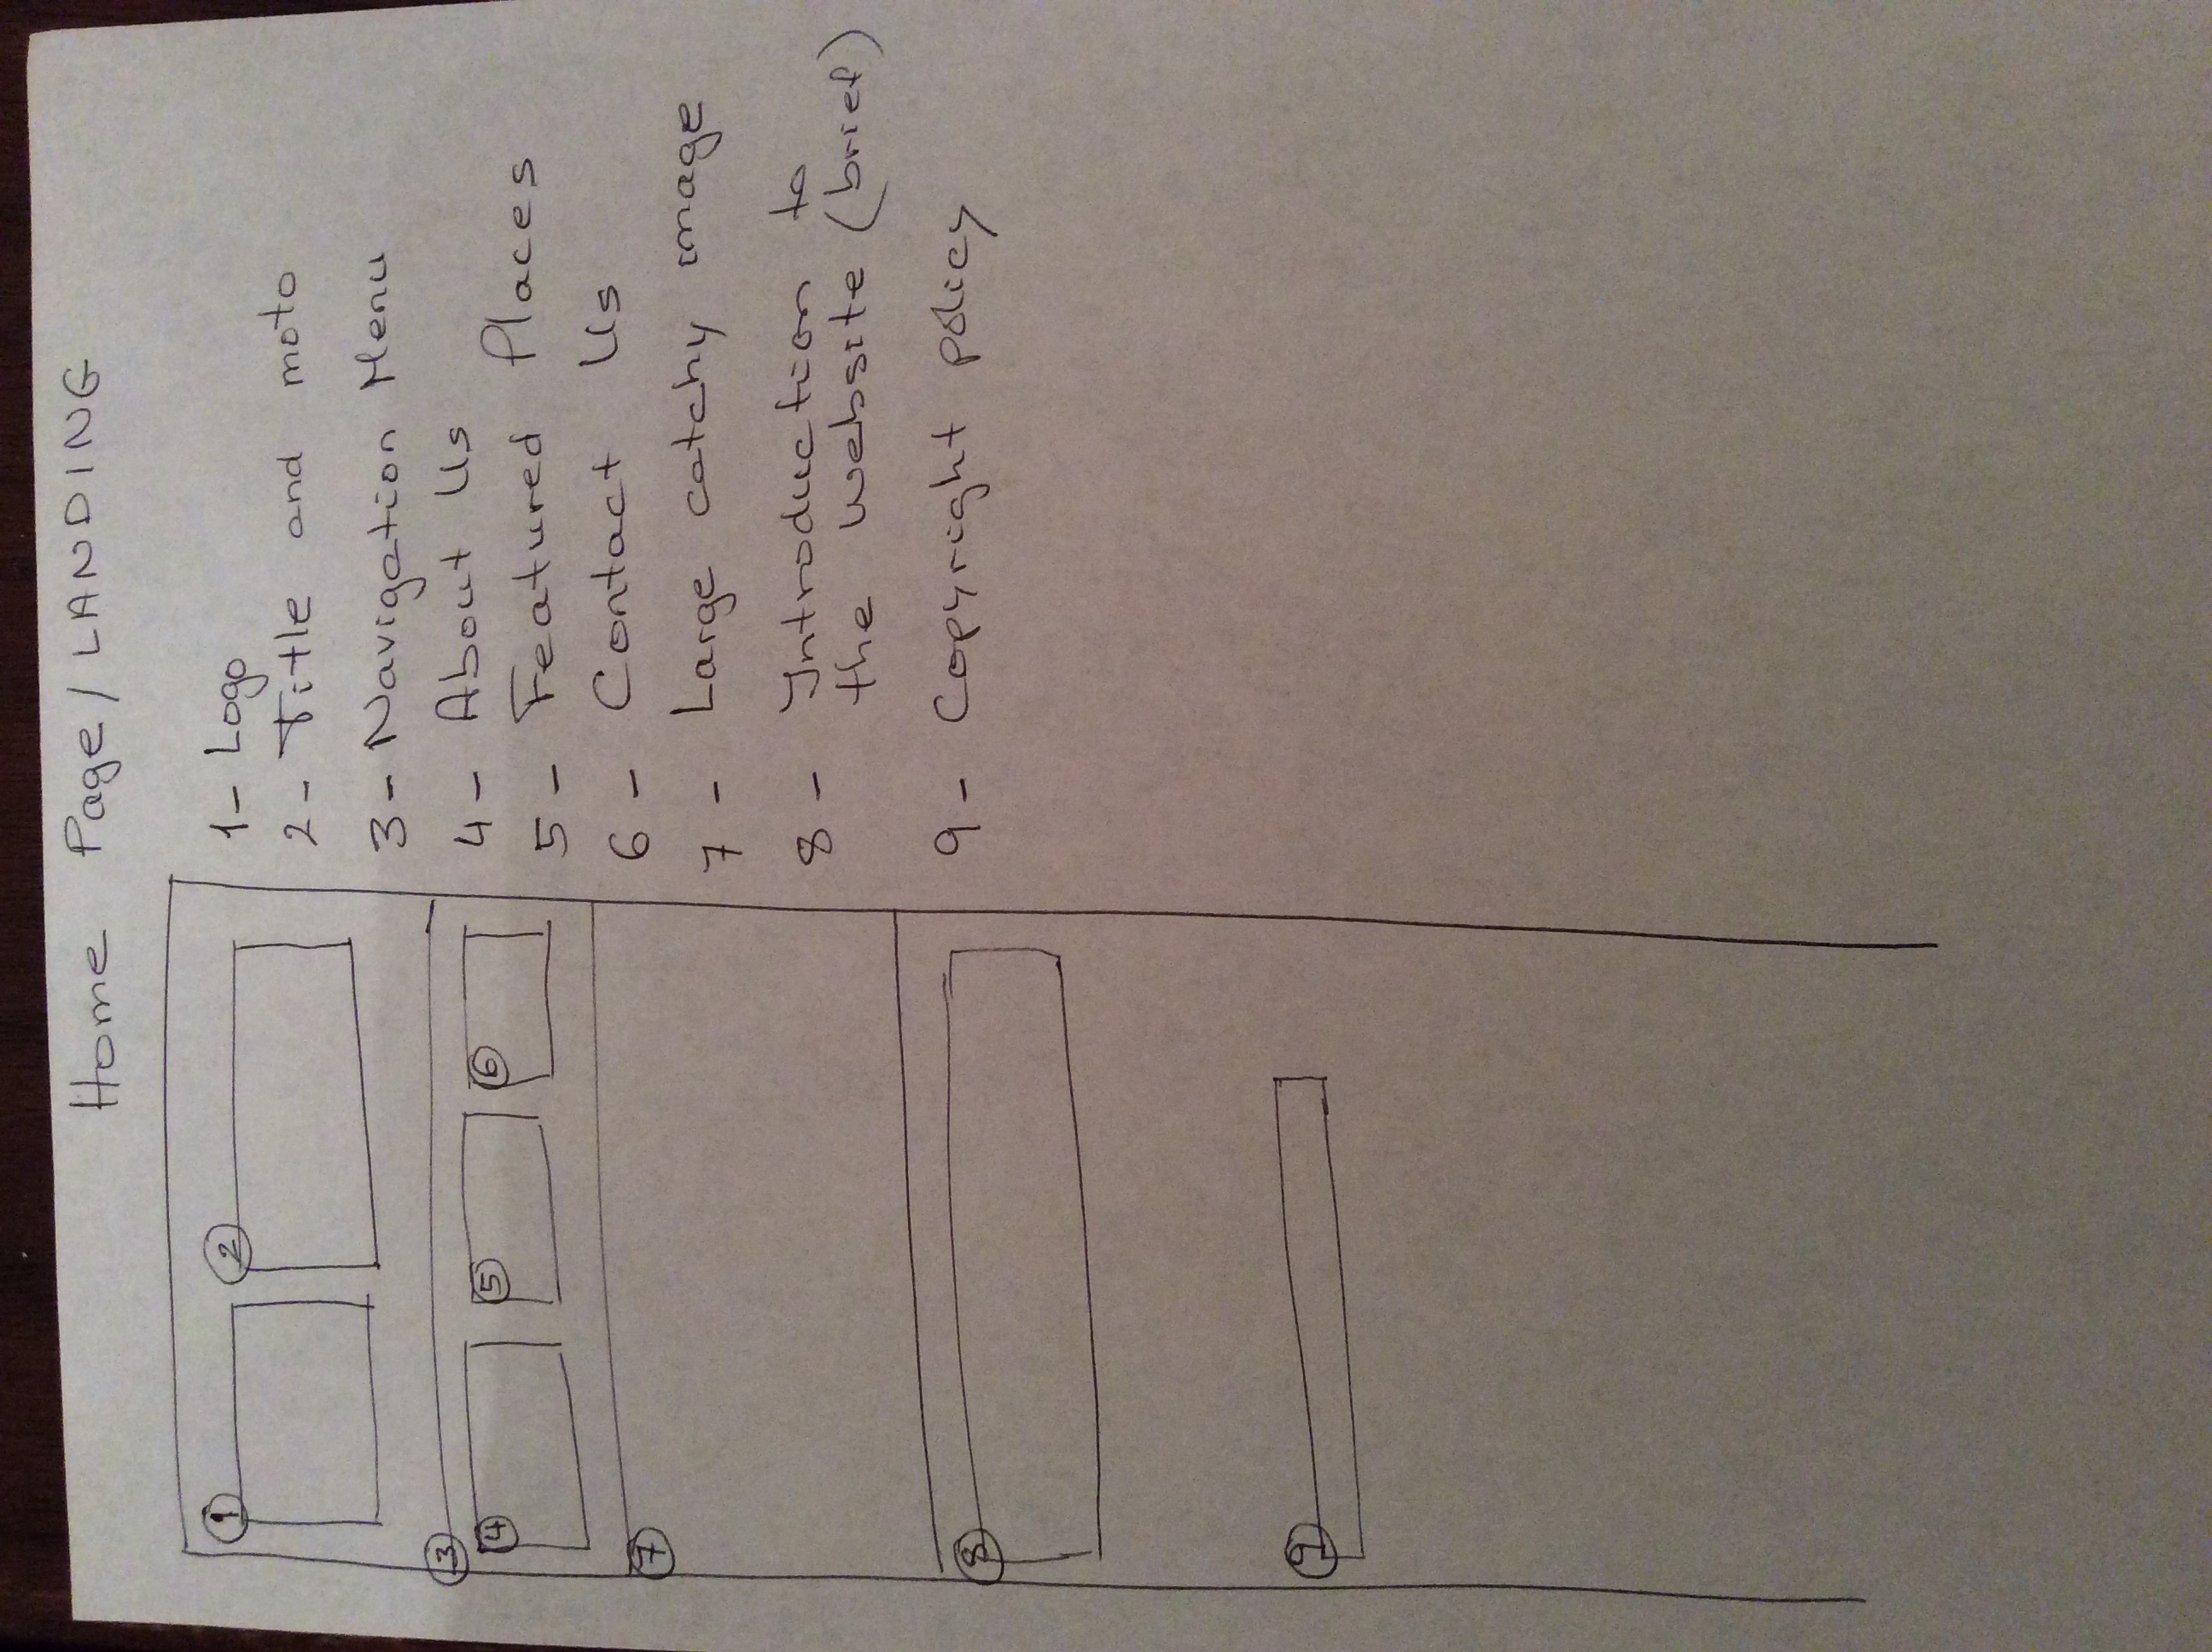 Home Page / LANDING
1
2
3
4
5
6
7
8
9
1- Logo
2- Title and moto
3- Navigation Menu
4- About Us
5- Featured Places
6- Contact Us
7- Large catchy image
8- Introduction to
the website (brief)
9- Copyright policy